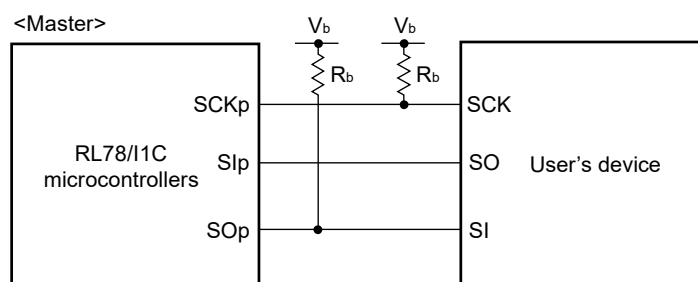 <Master>
Vb
Vb
Rb
Rb
SCKp
SCK
RL78/I1C
microcontrollers
SIp
SO
User's device
SOp
SI